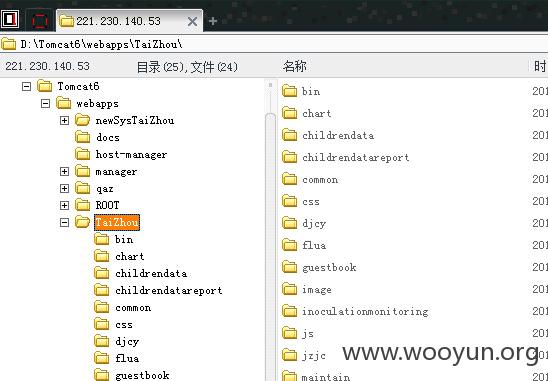 221.230.140.53
D:\Tomcat6\webapps\TaiZhou\
221.230.140.53 目录(25),文件(24)
名称 时
Tomcat6
webapps
newSysTaiZhou
docs
host-manager
manager
qaz
ROOT
TaiZhou
bin
chart
childrendata
childrendatareport
common
css
djcy
flua
guestbook
bin 201
chart 201
childrendata 201
childrendatareport 201
common 201
css 201
djcy 201
flua 201
guestbook 201
image 201
inoculationmonitoring 201
js 201
jzjc
maintain 201
www.wooyun.org